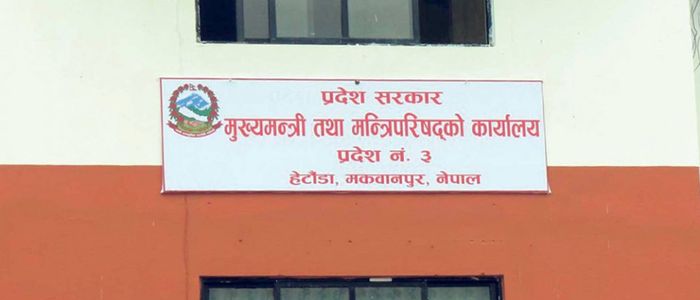 प्रदेश सरकार
मुख्यमन्त्री तथा मन्त्रिपरिषद्को कार्यालय
प्रदेश नं. ३
हेटौंडा, मकवानपुर, नेपाल